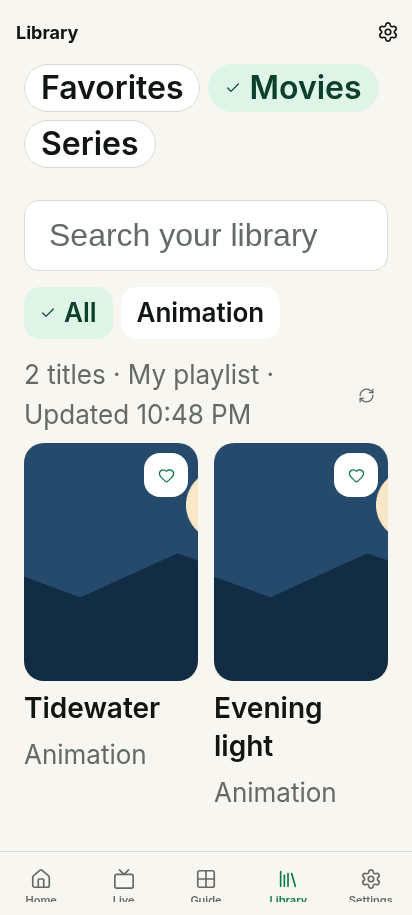 Library
Favorites
Movies
Series
Search your library
All
Animation
2 titles · My playlist ·
Updated 10:48 PM
Tidewater
Animation
Evening
light
Animation
Home
Live
Guide
Library
Settings